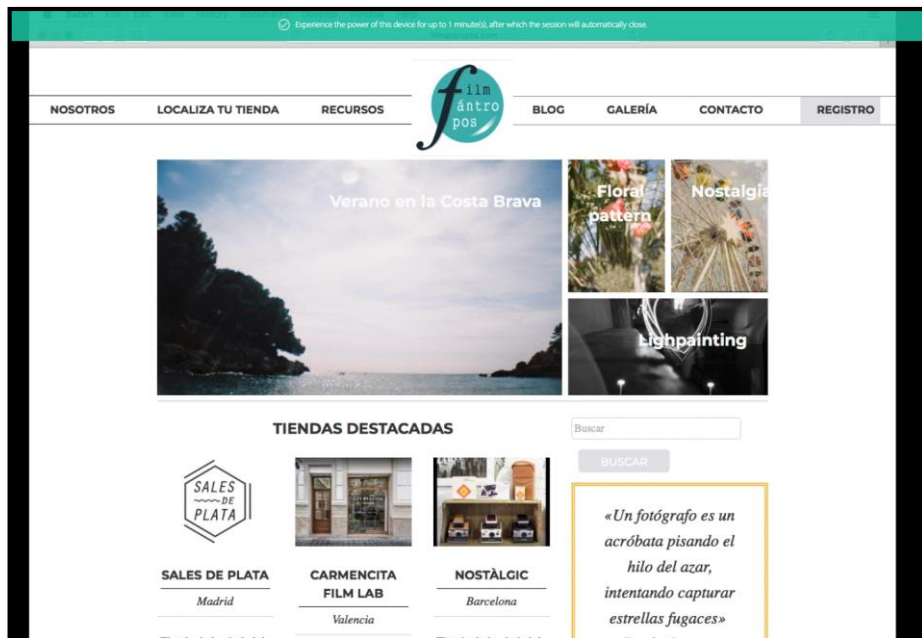 Experience the power of this device for up to 1 minute(s), after which the session will automatically close.
NOSOTROS
LOCALIZA TU TIENDA
RECURSOS
film
ántro
pos
BLOG
GALERÍA
CONTACTO
REGISTRO
Verano en la Costa Brava
Floral
pattern
Nostalgia
Lighpainting
TIENDAS DESTACADAS
Buscar
BUSCAR
SALES
DE
PLATA
SALES DE PLATA
Madrid
CARMENCITA
FILM LAB
Valencia
NOSTÀLGIC
Barcelona
«Un fotógrafo es un
acróbata pisando el
hilo del azar,
intentando capturar
estrellas fugaces»